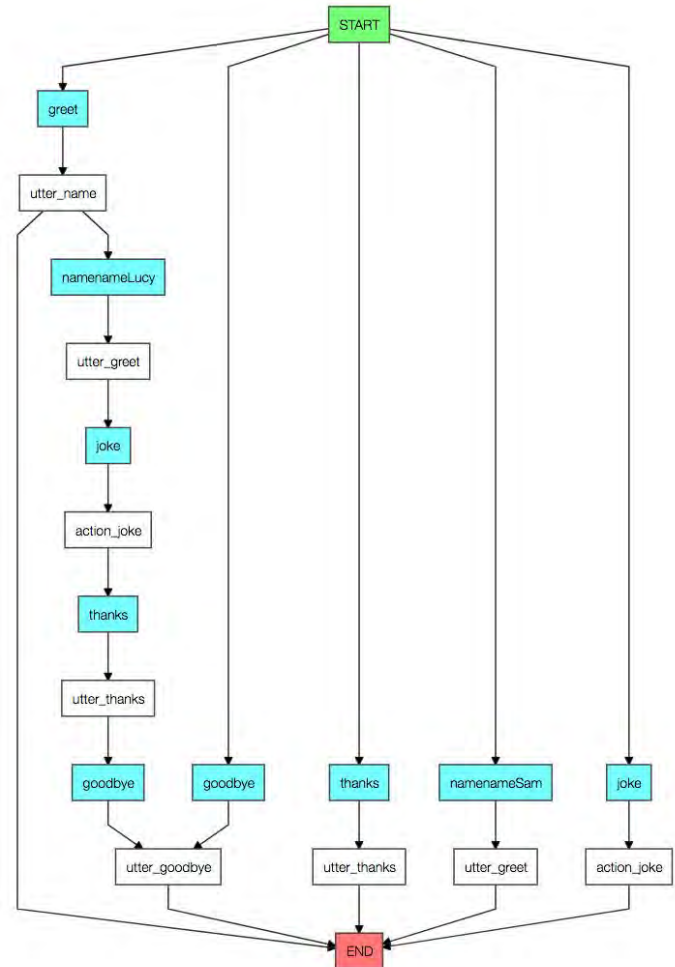 START
greet
utter_name
namenameLucy
utter_greet
joke
action_joke
thanks
utter_thanks
goodbye
goodbye
thanks
namenameSam
joke
utter_goodbye
utter_thanks
utter_greet
action_joke
END